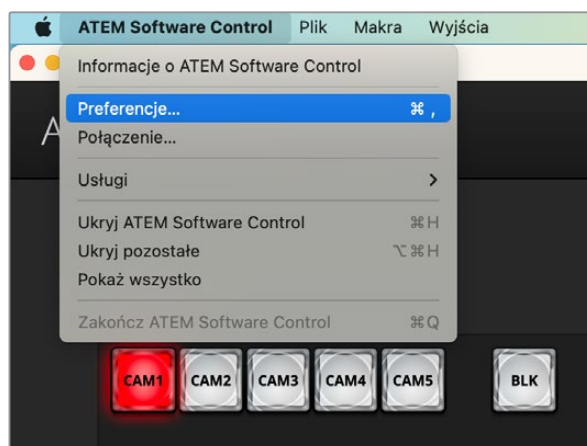 ATEM Software Control Plik Makra Wyjścia
Informacje o ATEM Software Control
Preferencje... ⌘ ,
A
Połączenie...
Usługi >
Ukryj ATEM Software Control ⌘H
Ukryj pozostałe ⌥⌘H
Pokaż wszystko
Zakończ ATEM Software Control ⌘Q
CAM1 CAM2 CAM3 CAM4 CAM5 BLK